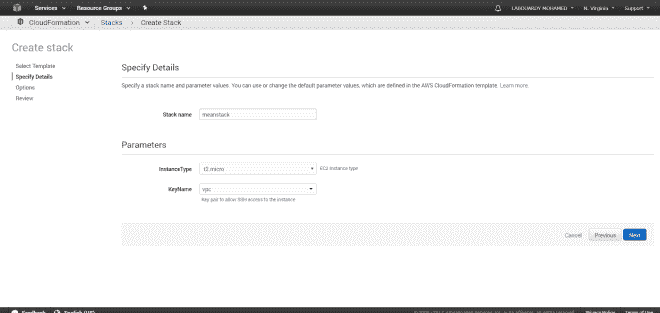 Services Resource Groups LABOUARDY MOHAMED N. Virginia Support
CloudFormation Stacks › Create Stack
Create stack
Select Template
Specify Details
Options
Review
Specify Details
Specify a stack name and parameter values. You can use or change the default parameter values, which are defined in the AWS CloudFormation template. Learn more.
Stack name meanstack
Parameters
InstanceType t2.micro EC2 instance type
KeyName vpc
Key pair to allow SSH access to the instance
Cancel Previous Next
Feedback English (US) Privacy Policy Terms of Use